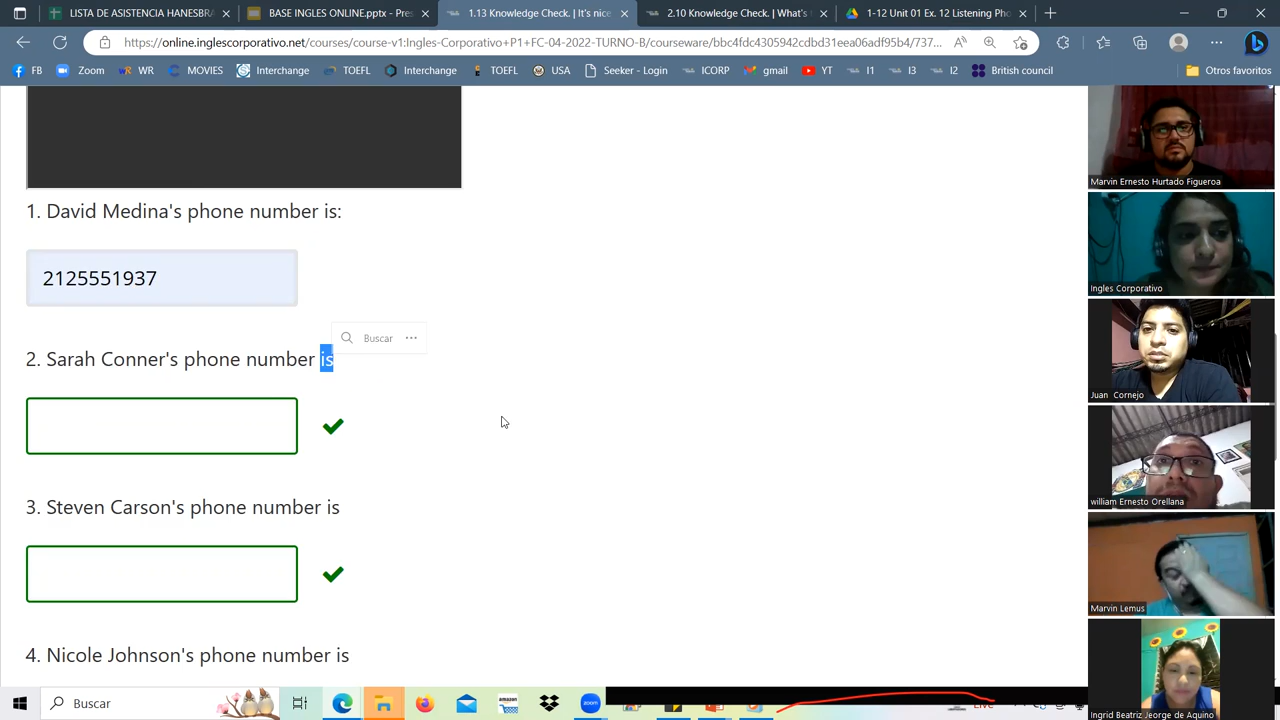 LISTA DE ASISTENCIA HANESBRA
BASE INGLES ONLINE.pptx - Pres
1.13 Knowledge Check. | It's nice
2.10 Knowledge Check. | What's
1-12 Unit 01 Ex. 12 Listening Pho
https://online.inglescorporativo.net/courses/course-v1:Ingles-Corporativo+P1+FC-04-2022-TURNO-B/courseware/bbc4fdc4305942cdbd31eea06adf95b4/737...
FB Zoom WR MOVIES Interchange TOEFL Interchange TOEFL USA Seeker - Login ICORP gmail YT I1 I3 I2 British council Otros favoritos
Marvin Ernesto Hurtado Figueroa
1. David Medina's phone number is:
2125551937
Ingles Corporativo
Buscar ...
2. Sarah Conner's phone number is
Juan Cornejo
william Ernesto Orellana
3. Steven Carson's phone number is
Marvin Lemus
4. Nicole Johnson's phone number is
Buscar
amazon
zoom
Live
Ingrid Beatriz Jeorge de Aquino